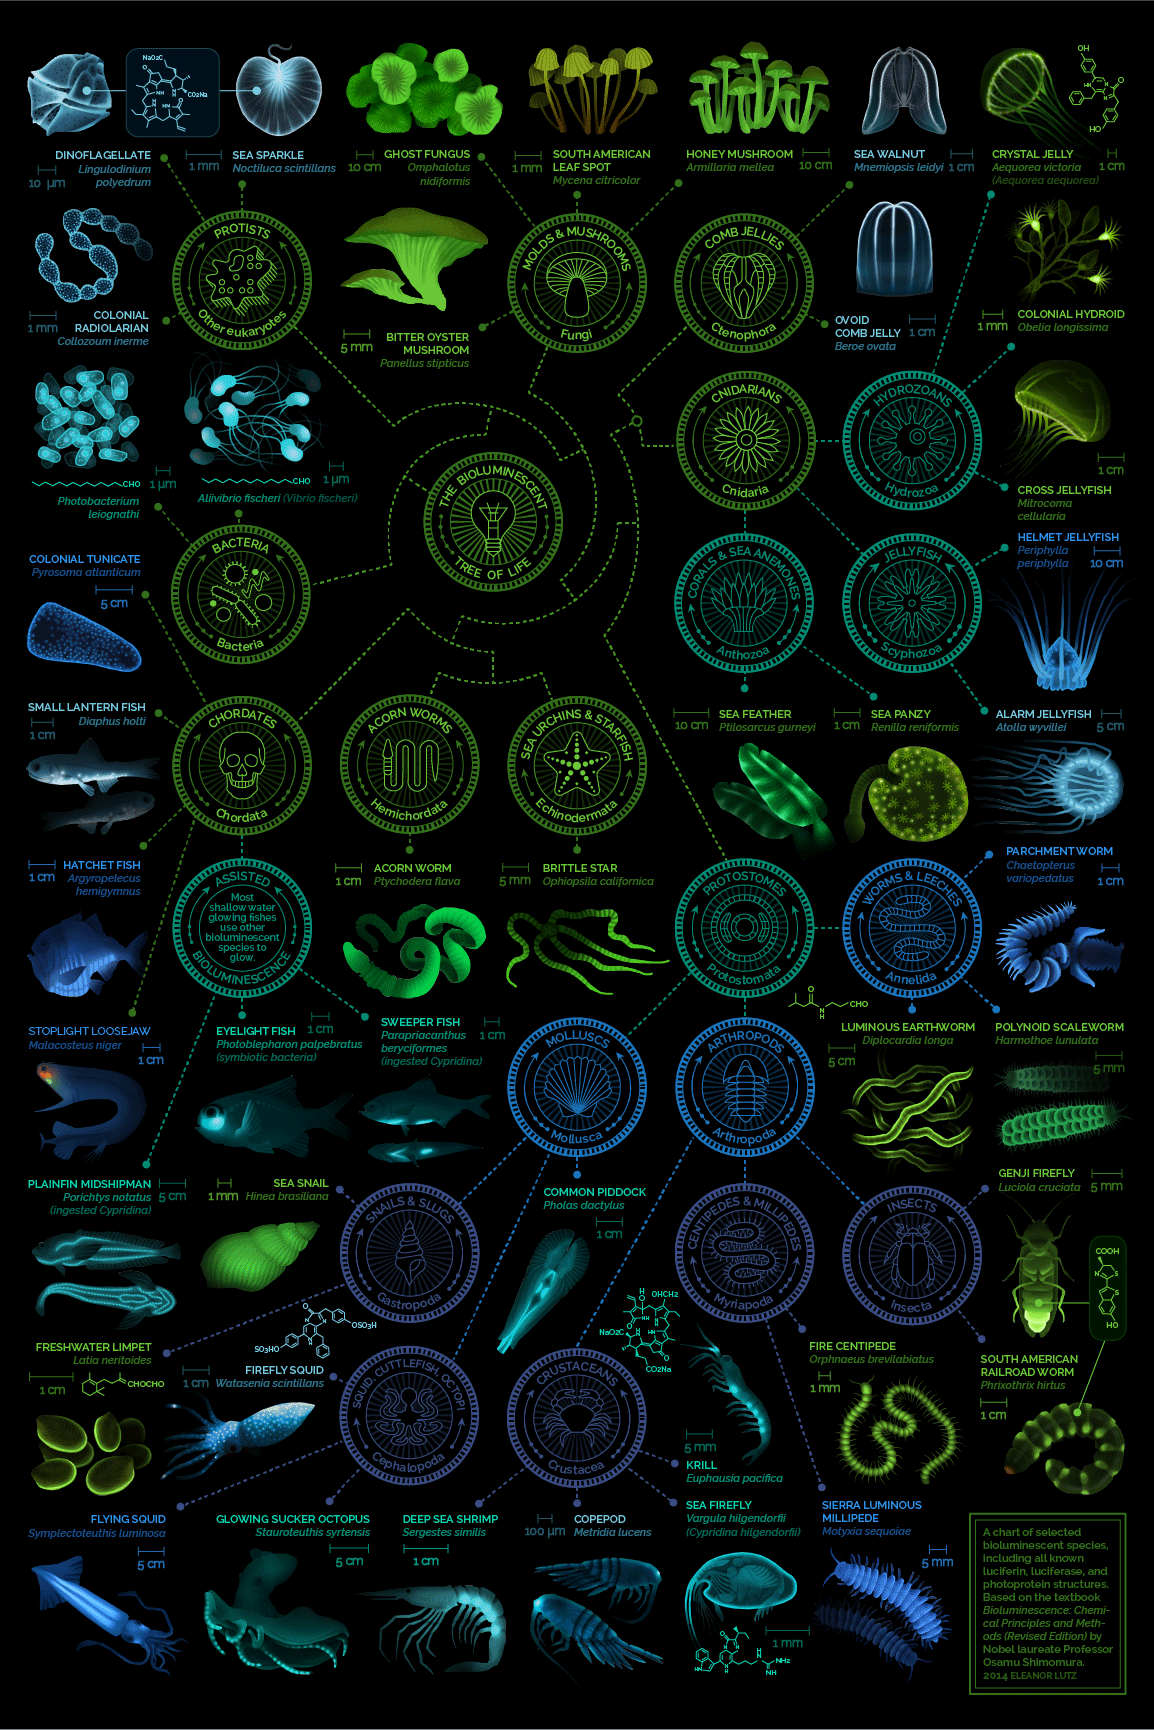 NaO2C
CO2Na
NH
NH
NH
OH
HO
DINOFLAGELLATE
Lingulodinium
polyedrum
10 µm
1 mm
SEA SPARKLE
Noctiluca scintillans
10 cm
GHOST FUNGUS
Omphalotus
nidiformis
1 mm
SOUTH AMERICAN
LEAF SPOT
Mycena citricolor
HONEY MUSHROOM
Armillaria mellea
10 cm
SEA WALNUT
Mnemiopsis leidyi
1 cm
CRYSTAL JELLY
Aequorea victoria
(Aequorea aequorea)
1 cm
PROTISTS
Other eukaryotes
MOLDS & MUSHROOMS
Fungi
COMB JELLIES
Ctenophora
1 mm
COLONIAL
RADIOLARIAN
Collozoum inerme
5 mm
BITTER OYSTER
MUSHROOM
Panellus stipticus
OVOID
COMB JELLY
Beroe ovata
1 cm
1 mm
COLONIAL HYDROID
Obelia longissima
CNIDARIANS
Cnidaria
HYDROZOANS
Hydrozoa
1 cm
CROSS JELLYFISH
Mitrocoma
cellularia
CHO
1 µm
Photobacterium
leiognathi
CHO
1 µm
Aliivibrio fischeri (Vibrio fischeri)
THE BIOLUMINESCENT
TREE OF LIFE
BACTERIA
Bacteria
CORALS & SEA ANEMONES
Anthozoa
JELLYFISH
Scyphozoa
HELMET JELLYFISH
Periphylla
periphylla
10 cm
COLONIAL TUNICATE
Pyrosoma atlanticum
5 cm
SMALL LANTERN FISH
Diaphus holti
1 cm
CHORDATES
Chordata
ACORN WORMS
Hemichordata
SEA URCHINS & STARFISH
Echinodermata
10 cm
SEA FEATHER
Ptilosarcus gurneyi
1 cm
SEA PANZY
Renilla reniformis
ALARM JELLYFISH
Atolla wyvillei
5 cm
1 cm
HATCHET FISH
Argyropelecus
hemigymnus
ASSISTED
Most
shallow water
glowing fishes
use other
bioluminescent
species to
glow.
BIOLUMINESCENCE
1 cm
ACORN WORM
Ptychodera flava
5 mm
BRITTLE STAR
Ophiopsila californica
PROTOSTOMES
Protostomata
WORMS & LEECHES
Annelida
PARCHMENT WORM
Chaetopterus
variopedatus
1 cm
STOPLIGHT LOOSEJAW
Malacosteus niger
1 cm
EYELIGHT FISH
Photoblepharon palpebratus
(symbiotic bacteria)
1 cm
SWEEPER FISH
Parapriacanthus
beryciformes
(ingested Cypridina)
1 cm
MOLLUSCS
Mollusca
ARTHROPODS
Arthropoda
O
N
H
CHO
LUMINOUS EARTHWORM
Diplocardia longa
5 cm
POLYNOID SCALEWORM
Harmothoe lunulata
5 mm
PLAINFIN MIDSHIPMAN
Porichtys notatus
(ingested Cypridina)
5 cm
1 mm
SEA SNAIL
Hinea brasiliana
SNAILS & SLUGS
Gastropoda
COMMON PIDDOCK
Pholas dactylus
1 cm
CENTIPEDES & MILLIPEDES
Myriapoda
INSECTS
Insecta
GENJI FIREFLY
Luciola cruciata
5 mm
COOH
N
S
S
N
HO
FRESHWATER LIMPET
Latia neritoides
1 cm
CHOCHO
OSO3H
SO3HO
1 cm
FIREFLY SQUID
Watasenia scintillans
SQUID, CUTTLEFISH, OCTOPI
Cephalopoda
CRUSTACEANS
Crustacea
OHCH2
NaO2C
CO2Na
5 mm
KRILL
Euphausia pacifica
FIRE CENTIPEDE
Orphnaeus brevilabiatus
1 mm
SOUTH AMERICAN
RAILROAD WORM
Phrixothrix hirtus
1 cm
FLYING SQUID
Symplectoteuthis luminosa
5 cm
GLOWING SUCKER OCTOPUS
Stauroteuthis syrtensis
5 cm
DEEP SEA SHRIMP
Sergestes similis
1 cm
100 µm
COPEPOD
Metridia lucens
SEA FIREFLY
Vargula hilgendorfii
(Cypridina hilgendorfii)
1 mm
NH2
NH
SIERRA LUMINOUS
MILLIPEDE
Motyxia sequoiae
5 mm
A chart of selected
bioluminescent species,
including all known
luciferin, luciferase, and
photoprotein structures.
Based on the textbook
Bioluminescence: Chemi-
cal Principles and Meth-
ods (Revised Edition) by
Nobel laureate Professor
Osamu Shimomura.
2014 ELEANOR LUTZ